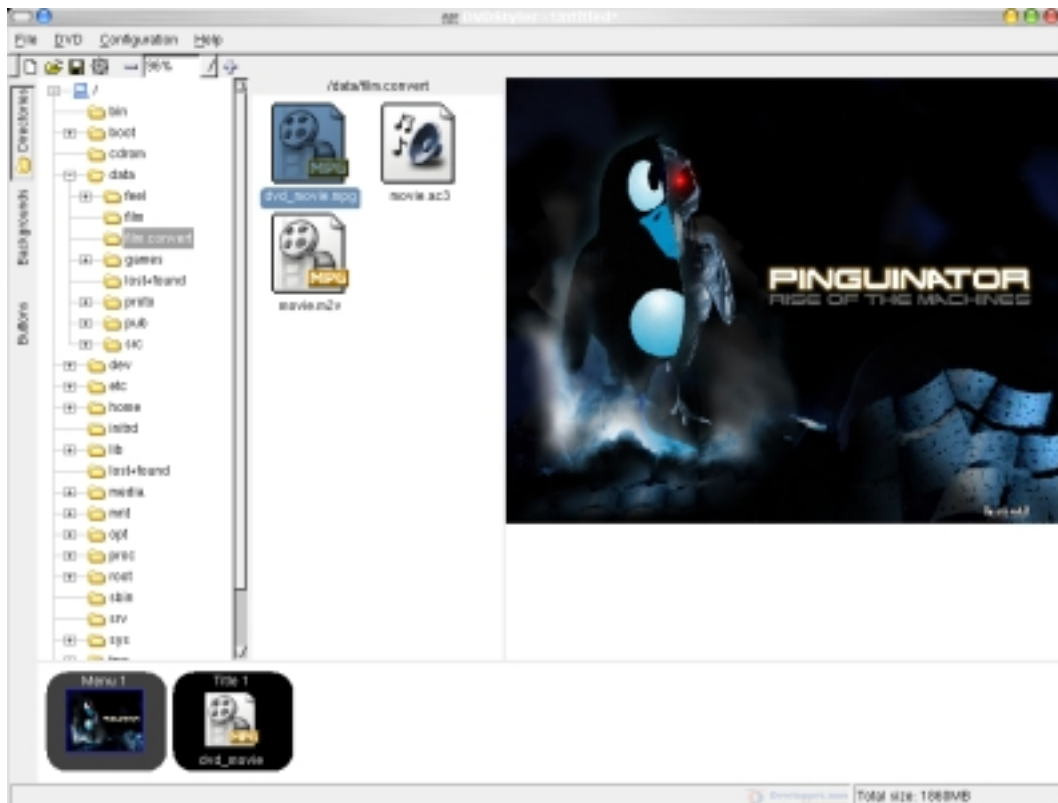 DVDStyler - Untitled*
File DVD Configuration Help
96%
Directories
Backgrounds
Buttons
/
bin
boot
cdrom
data
feel
film
film.convert
games
lost+found
pub
src
dev
etc
home
initrd
lib
lost+found
media
mnt
opt
proc
root
sbin
srv
sys
/data/film.convert
MPG
dvd_movie.mpg
movie.ac3
MPG
movie.m2v
PINGUINATOR
RISE OF THE MACHINES
Menu 1
Title 1
MPG
dvd_movie
Total size: 1880MB